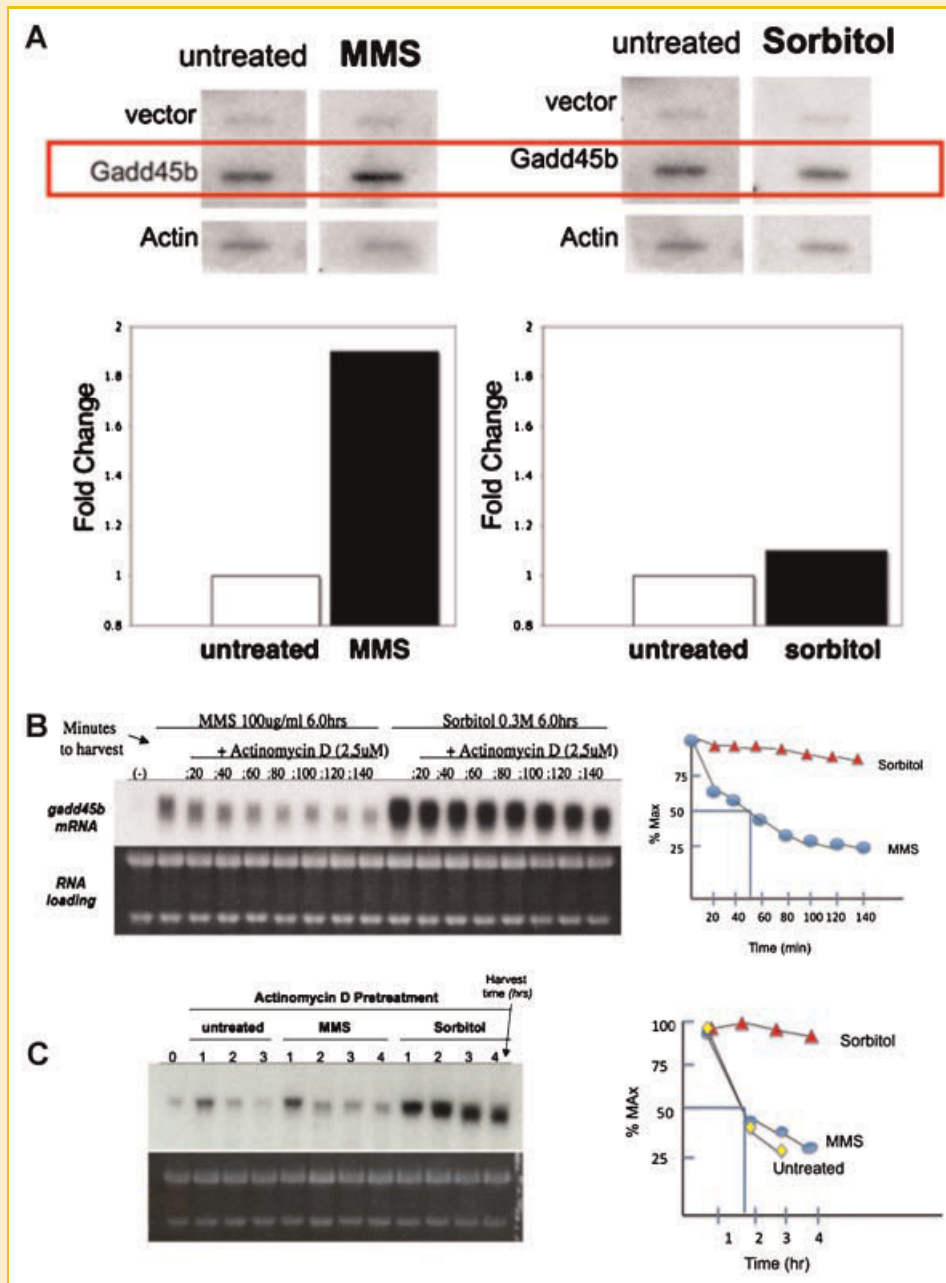 A
untreated MMS
untreated Sorbitol
vector
vector
Gadd45b
Gadd45b
Actin
Actin
2
1.8
1.6
1.4
1.2
1
0.8
Fold Change
untreated MMS
2
1.8
1.6
1.4
1.2
1
0.8
Fold Change
untreated sorbitol
B
Minutes
to harvest
MMS 100ug/ml 6.0hrs
Sorbitol 0.3M 6.0hrs
+ Actinomycin D (2.5uM)
+ Actinomycin D (2.5uM)
(-) :20 :40 :60 :80 :100 :120 :140
:20 :40 :60 :80 :100 :120 :140
gadd45b
mRNA
RNA
loading
% Max
75
50
25
Sorbitol
MMS
20 40 60 80 100 120 140
Time (min)
C
Harvest
time (hrs)
Actinomycin D Pretreatment
untreated MMS Sorbitol
0 1 2 3 1 2 3 4 1 2 3 4
% MAx
100
75
50
25
Sorbitol
MMS
Untreated
1 2 3 4
Time (hr)